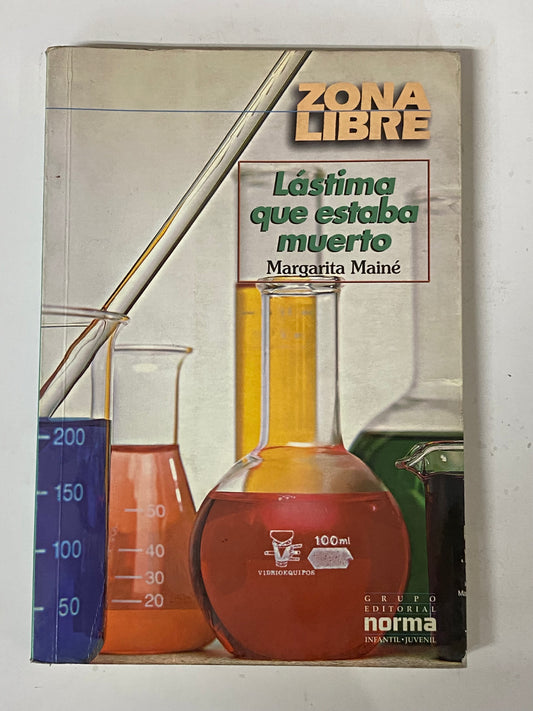 ZONA
LIBRE
Lástima
que estaba
muerto
Margarita Mainé
200
150
100
50
50
40
30
20
100ml
VIDRIOEQUIPOS
GRUPO
EDITORIAL
norma
INFANTIL•JUVENIL